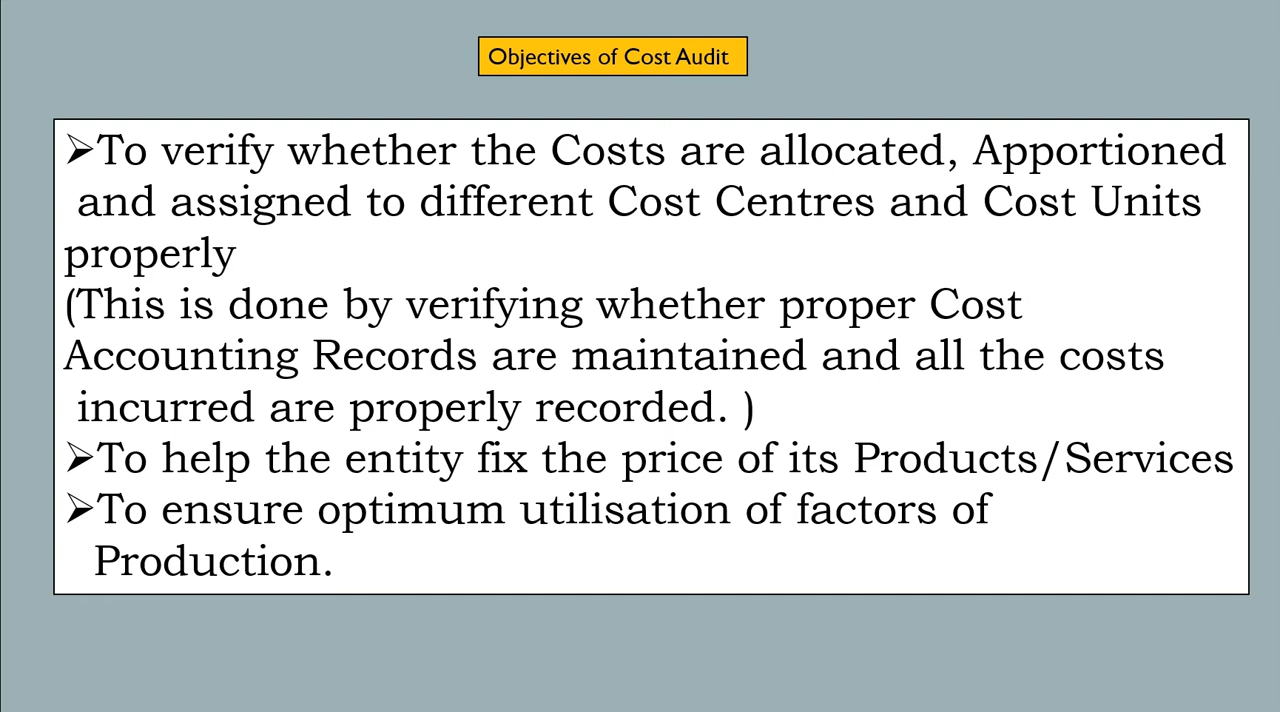 Objectives of Cost Audit
➢To verify whether the Costs are allocated, Apportioned
and assigned to different Cost Centres and Cost Units
properly
(This is done by verifying whether proper Cost
Accounting Records are maintained and all the costs
incurred are properly recorded. )
➢To help the entity fix the price of its Products/Services
➢To ensure optimum utilisation of factors of
Production.